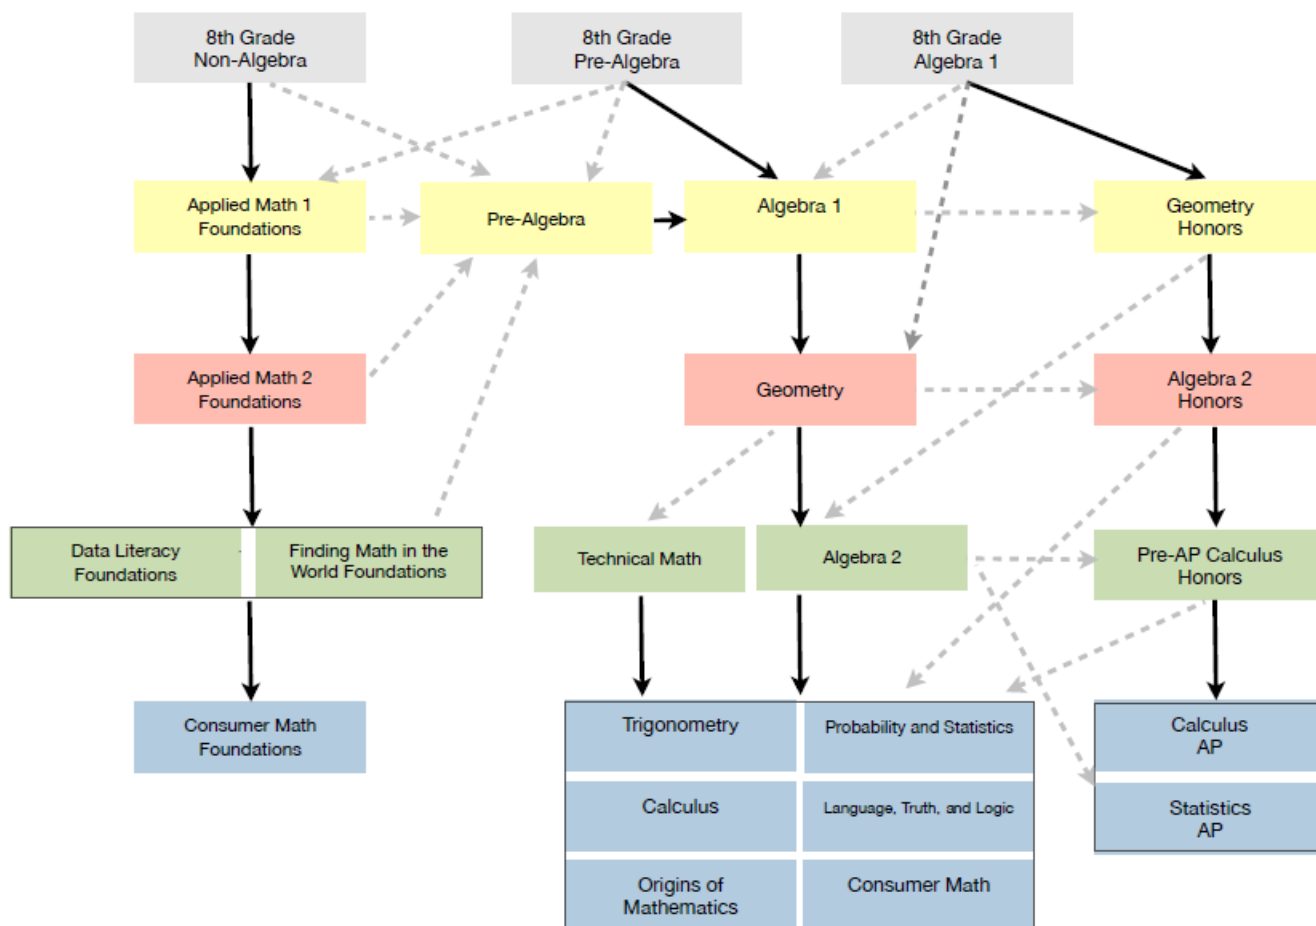 8th Grade
Non-Algebra
8th Grade
Pre-Algebra
8th Grade
Algebra 1
Applied Math 1
Foundations
Pre-Algebra
Algebra 1
Geometry
Honors
Applied Math 2
Foundations
Geometry
Algebra 2
Honors
Data Literacy
Foundations
Finding Math in the
World Foundations
Technical Math
Algebra 2
Pre-AP Calculus
Honors
Consumer Math
Foundations
Trigonometry
Probability and Statistics
Calculus
AP
Calculus
Language, Truth, and Logic
Statistics
AP
Origins of
Mathematics
Consumer Math